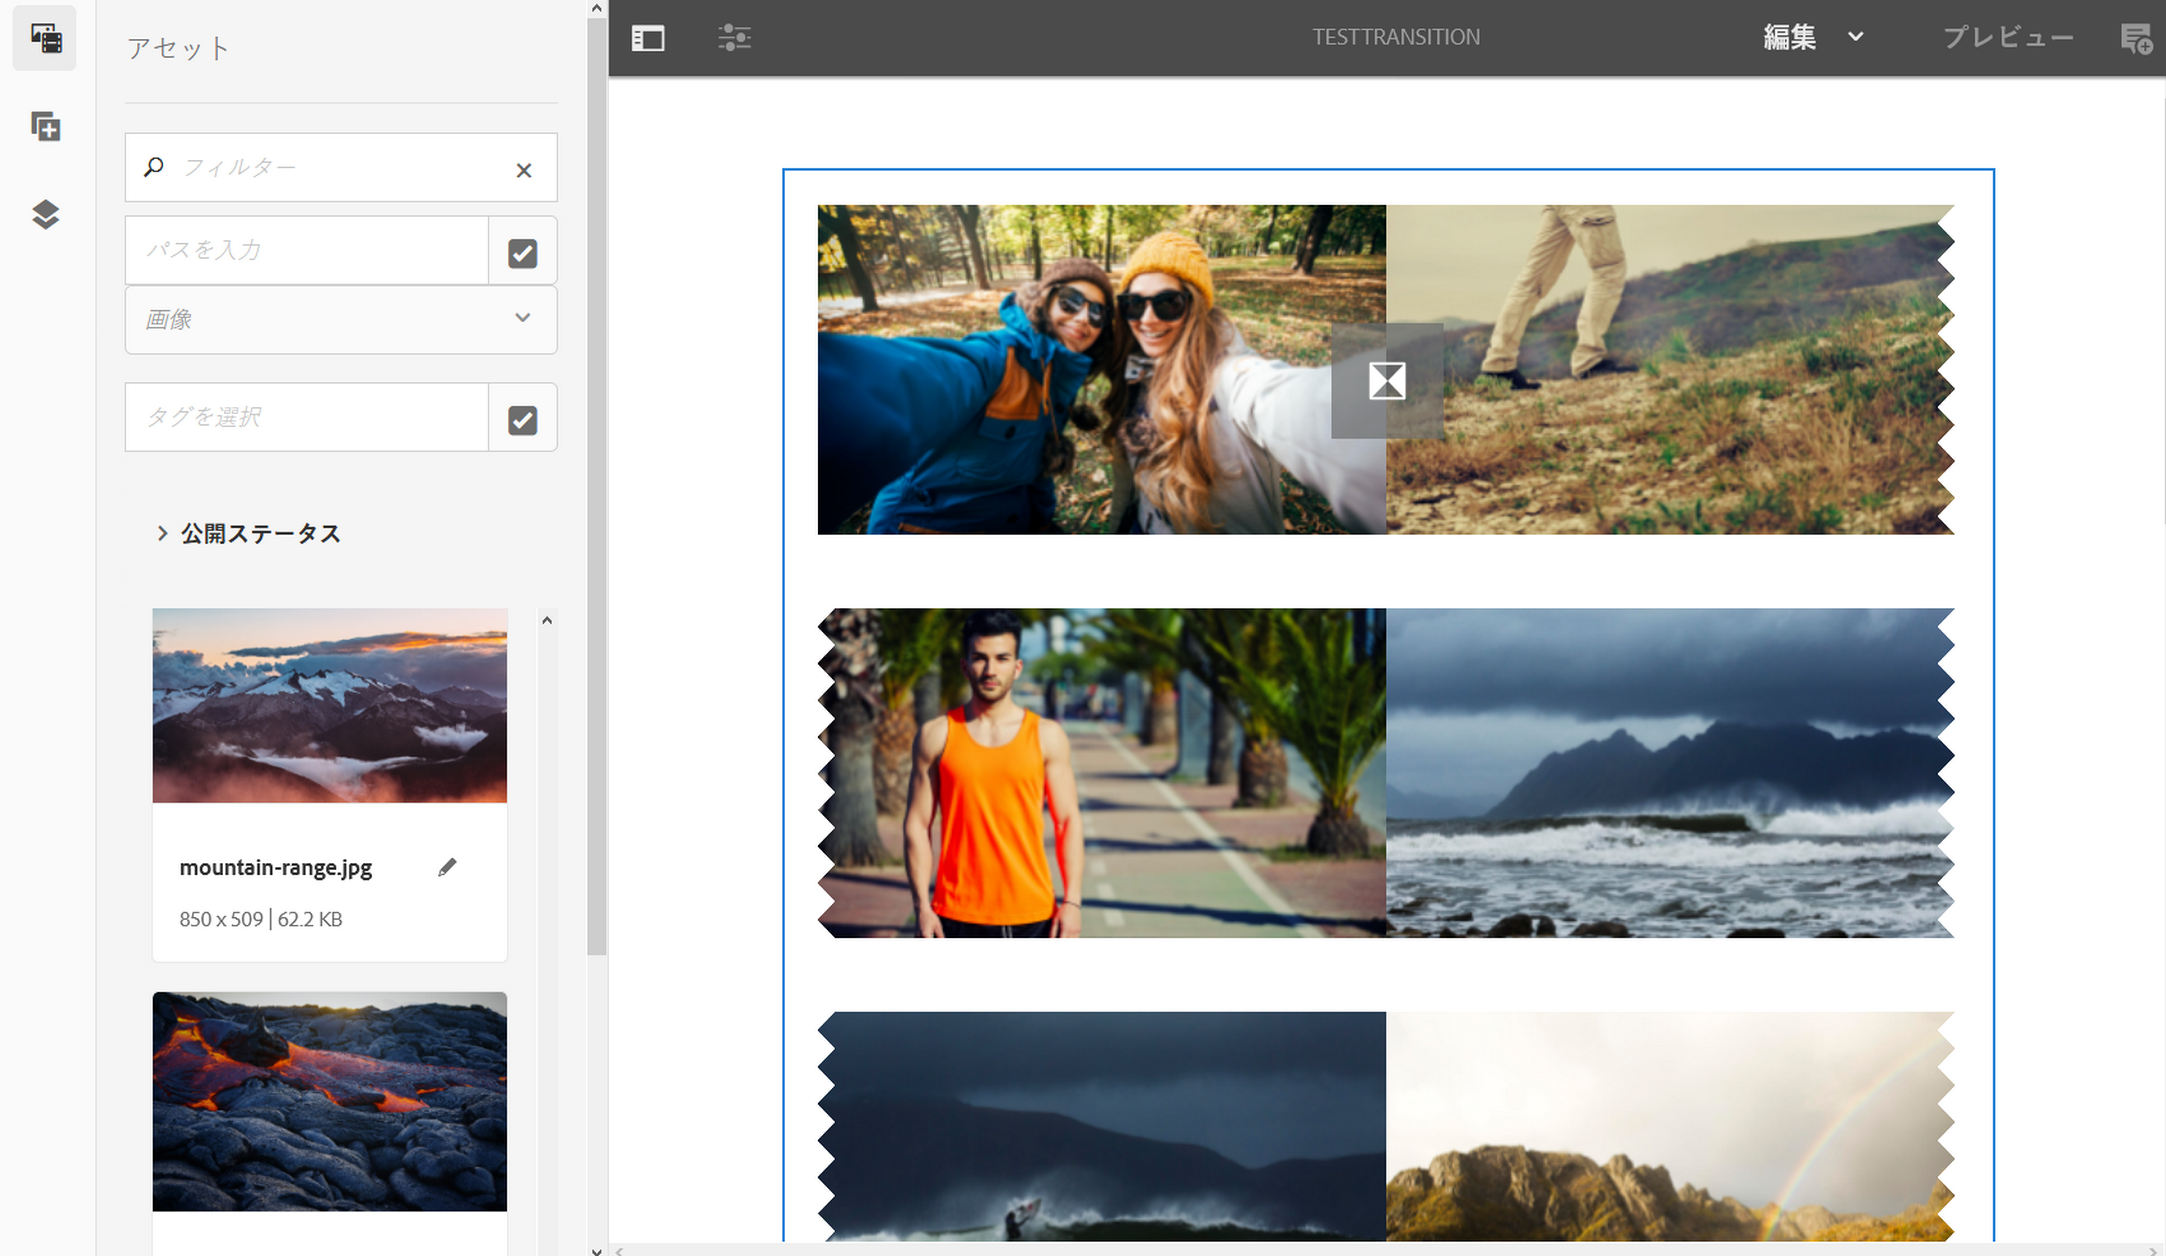 アセット
TESTTRANSITION
編集
プレビュー
フィルター
パスを入力
画像
タグを選択
公開ステータス
mountain-range.jpg
850 x 509 | 62.2 KB